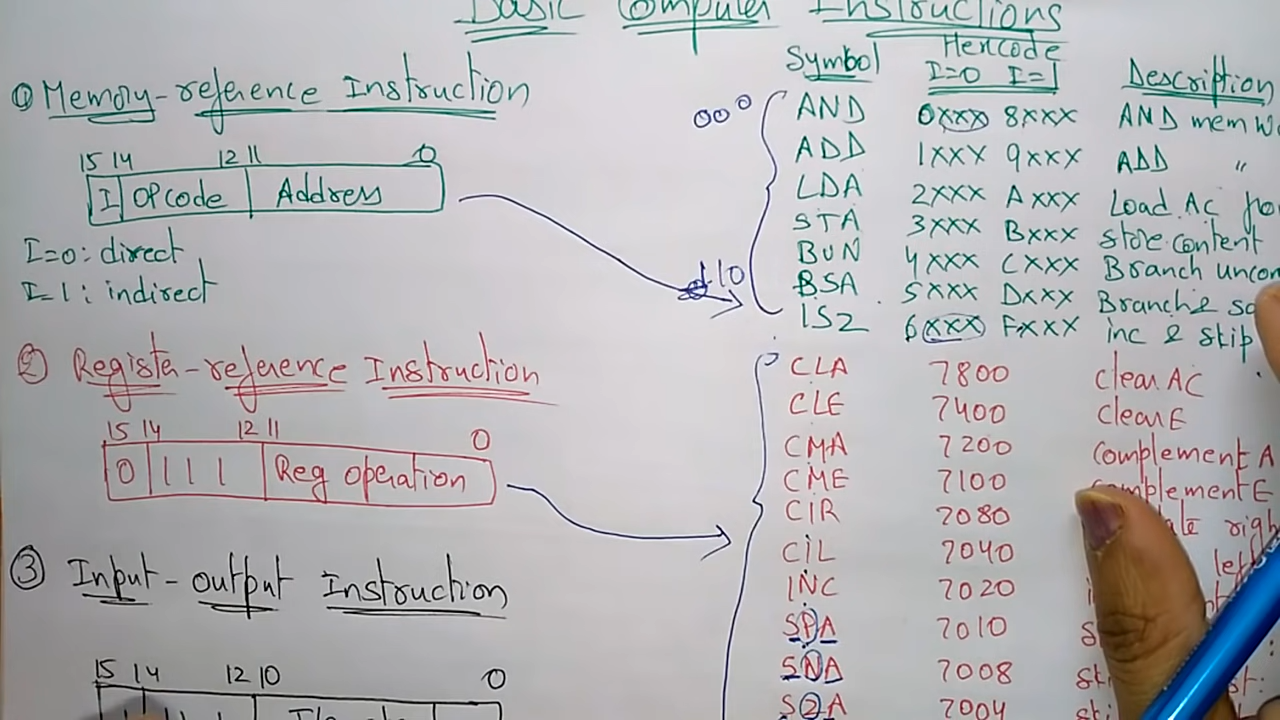 Basic Computer Instructions
① Memory-reference Instruction
15 14 12 11 0
I OPcode Address
I=0: direct
I=1: indirect
② Register-reference Instruction
15 14 12 11 0
0 1 1 1 Reg operation
③ Input-output Instruction
15 14 12 10 0
000
110
Symbol Hexcode Description
I=0 I=1
AND 0xxx 8xxx AND mem
ADD 1xxx 9xxx ADD "
LDA 2xxx Axxx Load AC
STA 3xxx Bxxx store content
BUN 4xxx Cxxx Branch
BSA 5xxx Dxxx Branch &
ISZ 6xxx Fxxx inc & skip
CLA 7800 clear AC
CLE 7400 clear E
CMA 7200 complement A
CME 7100 complement E
CIR 7080
CIL 7040
INC 7020
SPA 7010
SNA 7008
SZA 7004